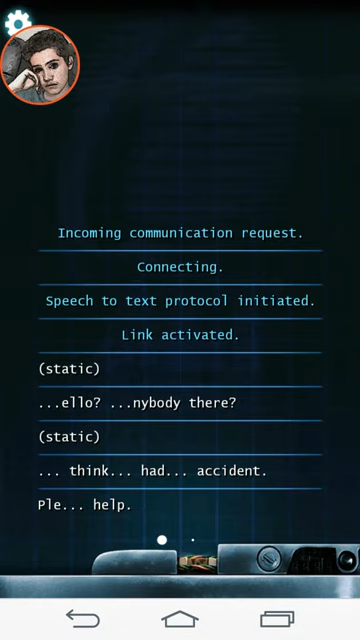 Incoming communication request.
Connecting.
Speech to text protocol initiated.
Link activated.
(static)
...ello? ...nybody there?
(static)
... think... had... accident.
Ple... help.